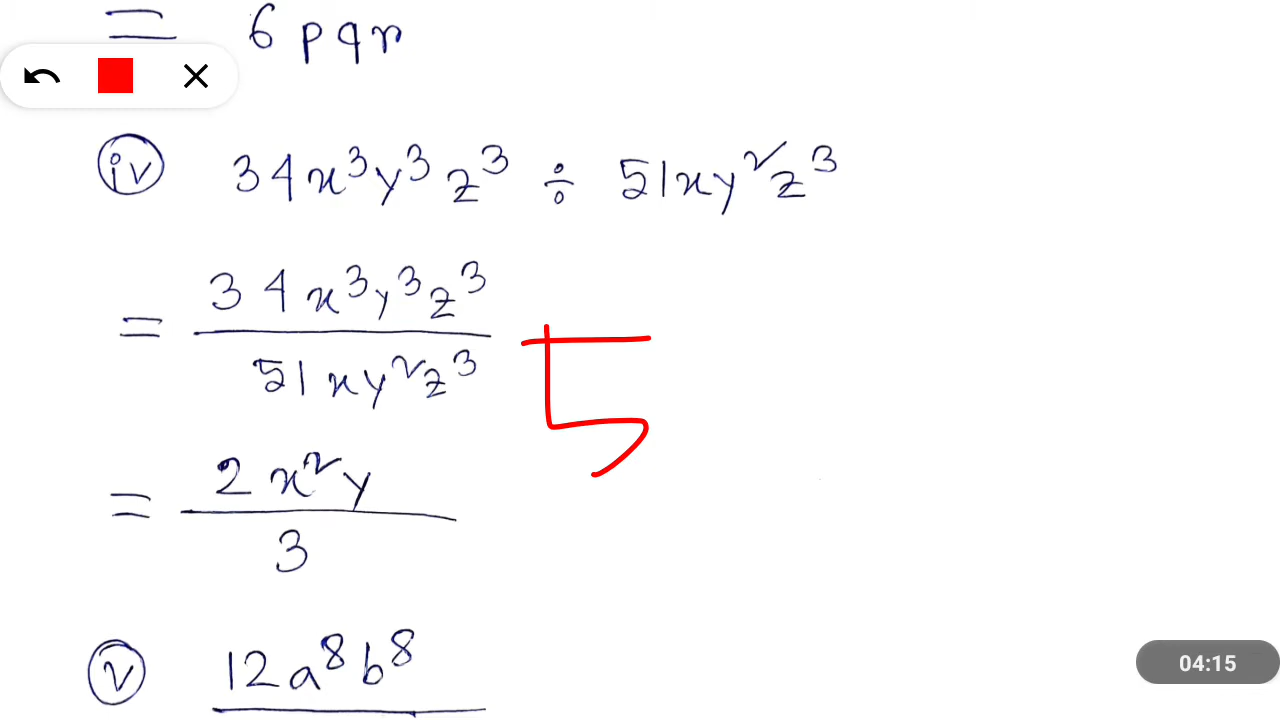 = 6pqr
(iv) 34x³y³z³ ÷ 51xy²z³
= 34x³y³z³
51xy²z³
5
= 2x²y
3
(v) 12a⁸b⁸
04:15